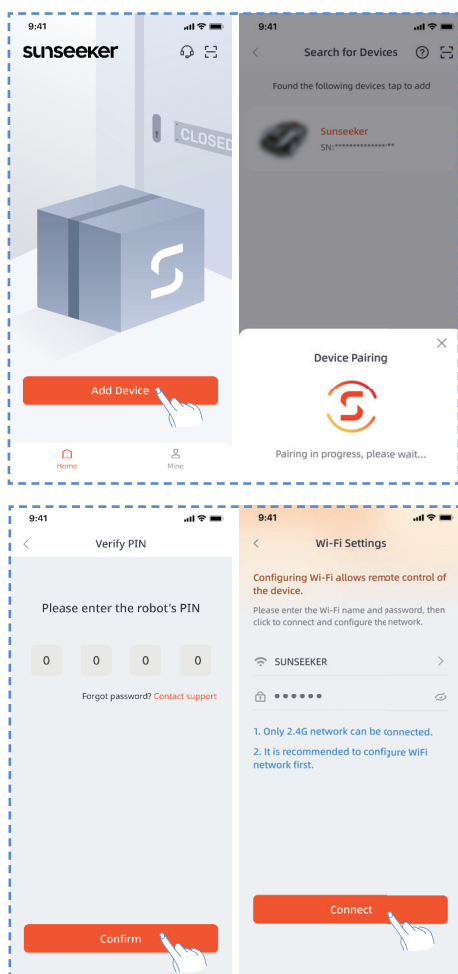 9:41
sunseeker
CLOSED
Add Device
Home
Mine
9:41
Search for Devices
Found the following devices, tap to add
Sunseeker
SN:**************
Device Pairing
Pairing in progress, please wait...
9:41
Verify PIN
Please enter the robot's PIN
0 0 0 0
Forgot password? Contact support
Confirm
9:41
Wi-Fi Settings
Configuring Wi-Fi allows remote control of
the device.
Please enter the Wi-Fi name and password, then
click to connect and configure the network.
SUNSEEKER
1. Only 2.4G network can be connected.
2. It is recommended to configure WiFi
network first.
Connect